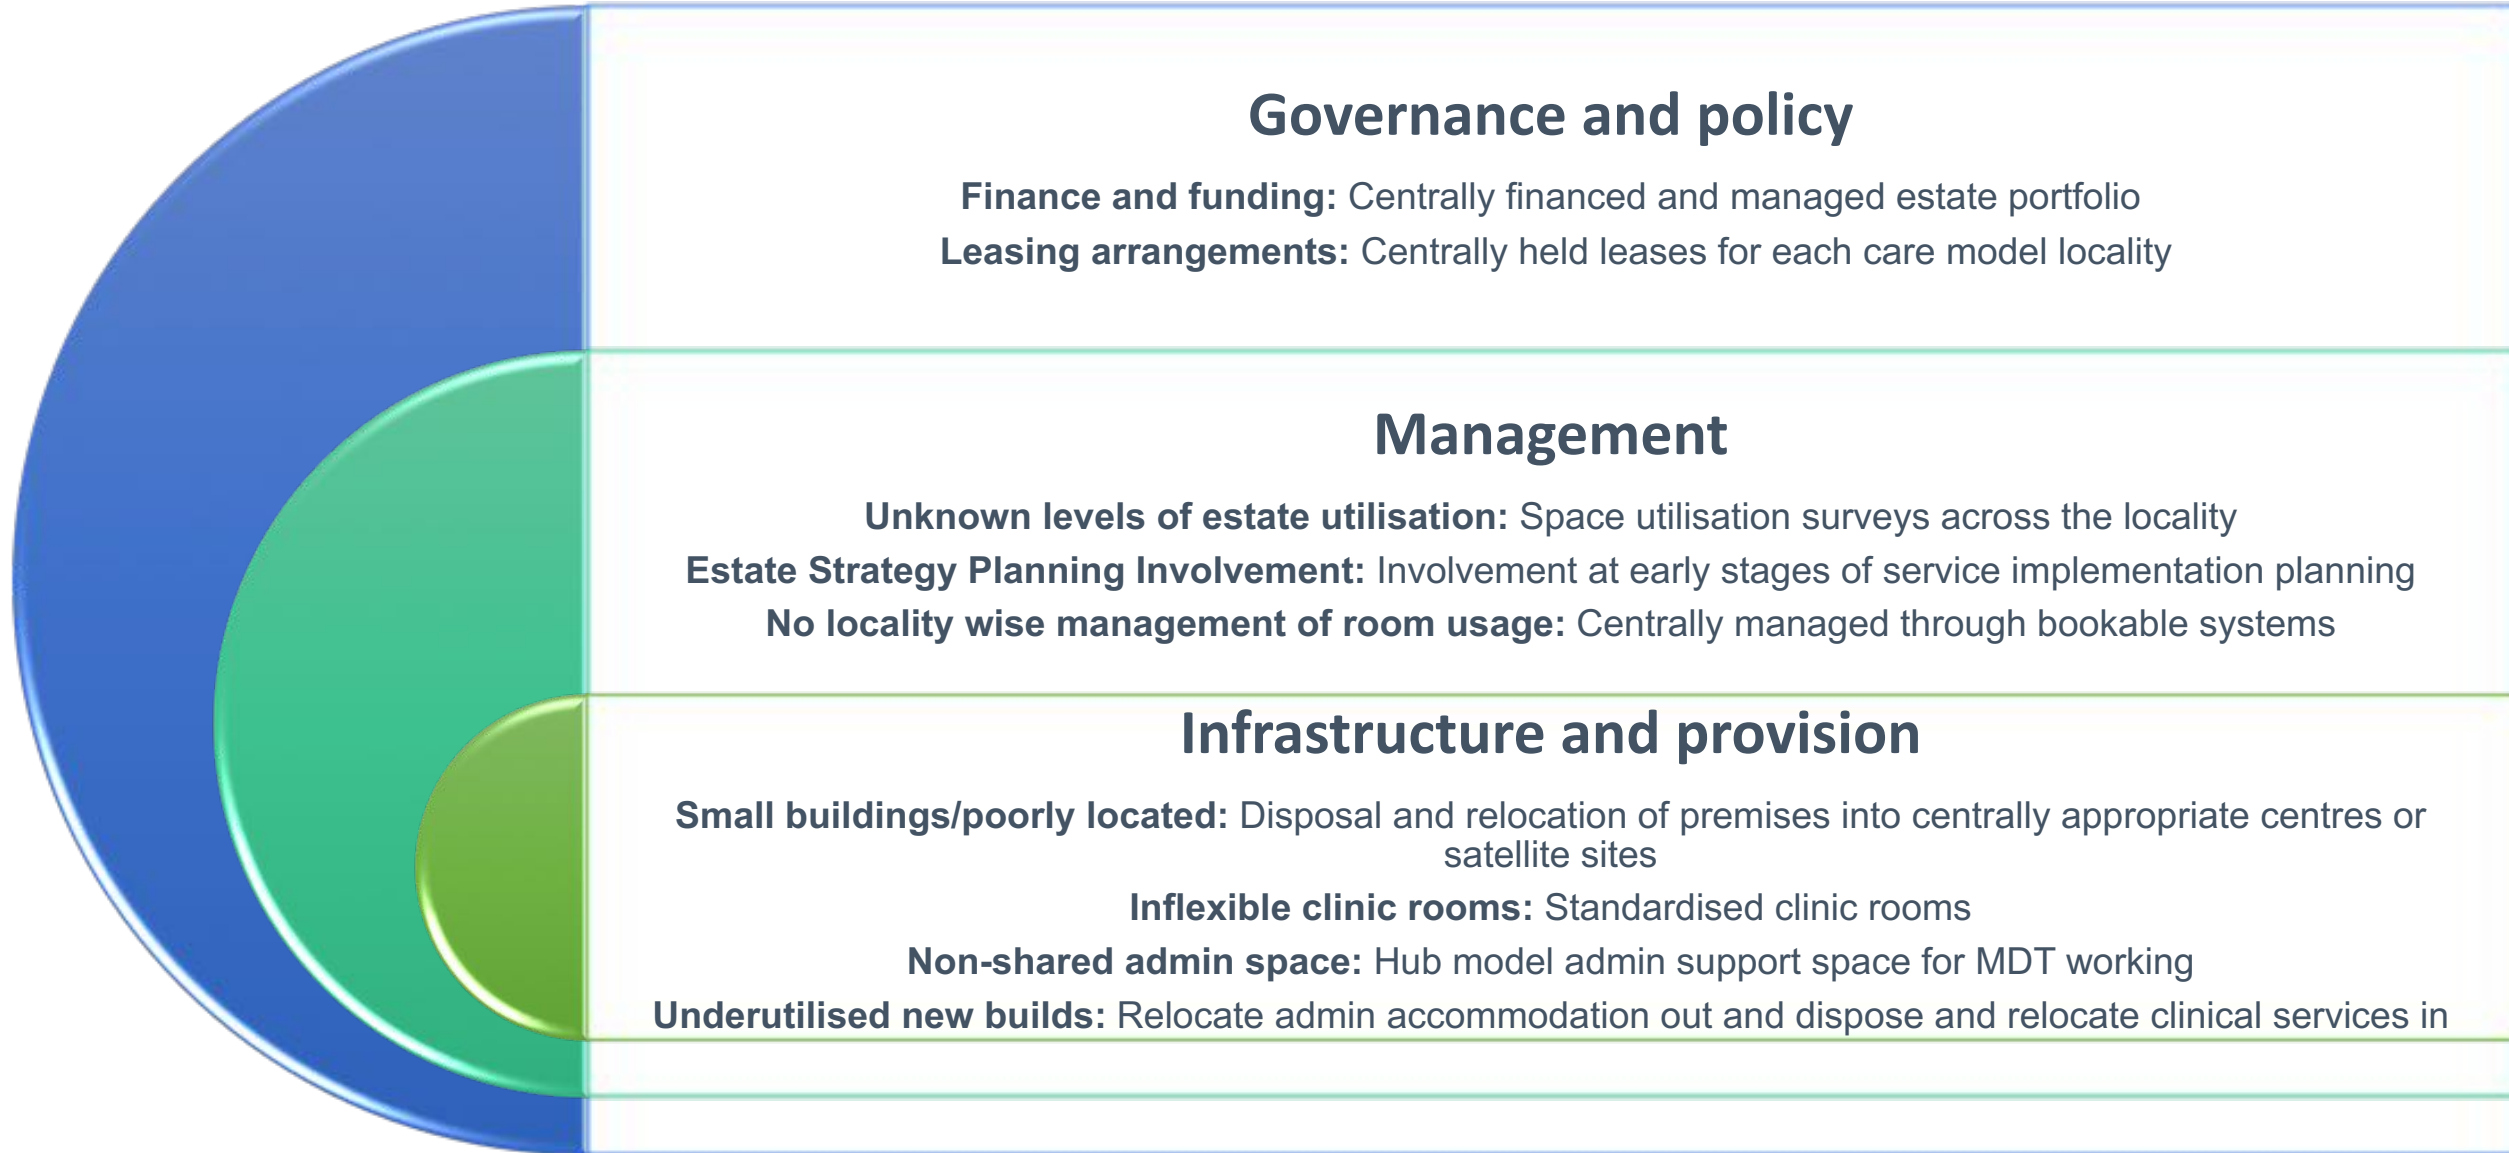 Governance and policy
Finance and funding: Centrally financed and managed estate portfolio
Leasing arrangements: Centrally held leases for each care model locality
Management
Unknown levels of estate utilisation: Space utilisation surveys across the locality
Estate Strategy Planning Involvement: Involvement at early stages of service implementation planning
No locality wise management of room usage: Centrally managed through bookable systems
Infrastructure and provision
Small buildings/poorly located: Disposal and relocation of premises into centrally appropriate centres or
satellite sites
Inflexible clinic rooms: Standardised clinic rooms
Non-shared admin space: Hub model admin support space for MDT working
Underutilised new builds: Relocate admin accommodation out and dispose and relocate clinical services in